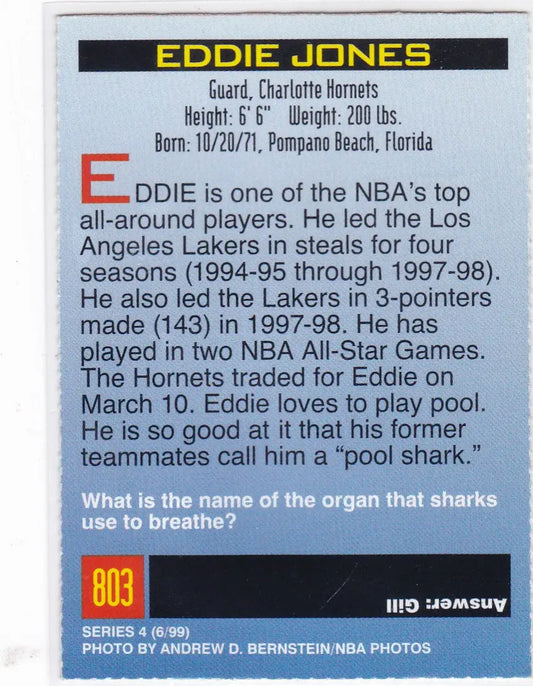 EDDIE JONES
Guard, Charlotte Hornets
Height: 6' 6" Weight: 200 lbs.
Born: 10/20/71, Pompano Beach, Florida
EDDIE is one of the NBA's top
all-around players. He led the Los
Angeles Lakers in steals for four
seasons (1994-95 through 1997-98).
He also led the Lakers in 3-pointers
made (143) in 1997-98. He has
played in two NBA All-Star Games.
The Hornets traded for Eddie on
March 10. Eddie loves to play pool.
He is so good at it that his former
teammates call him a “pool shark.”
What is the name of the organ that sharks
use to breathe?
803
Answer: Gill
SERIES 4 (6/99)
PHOTO BY ANDREW D. BERNSTEIN/NBA PHOTOS